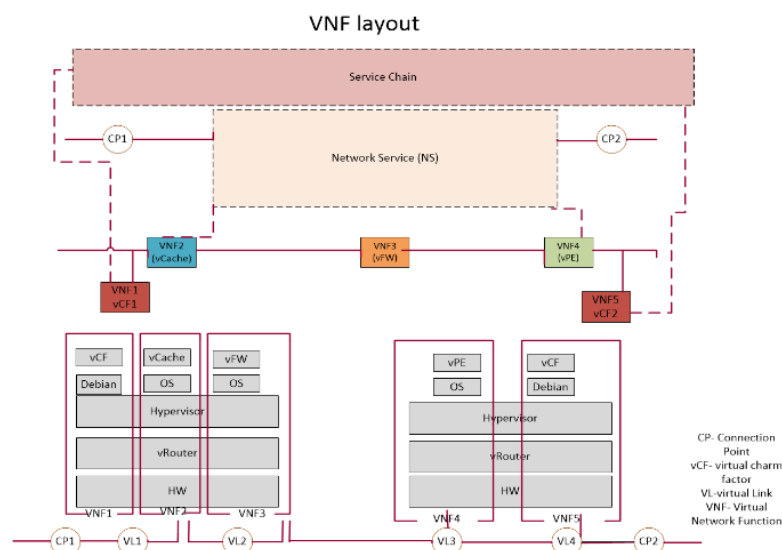 VNF layout
Service Chain
CP1
CP2
Network Service (NS)
VNF2
(vCache)
VNF3
(vFW)
VNF4
(vPE)
VNF1
vCF1
VNF5
vCF2
vCF
vCache
vFW
Debian
OS
OS
Hypervisor
vRouter
HW
VNF1
VNF2
VNF3
vPE
vCF
OS
Debian
Hypervisor
vRouter
HW
VNF4
VNF5
CP1
VL1
VL2
VL3
VL4
CP2
CP- Connection
Point
vCF- virtual charm
factor
VL-virtual Link
VNF- Virtual
Network Function